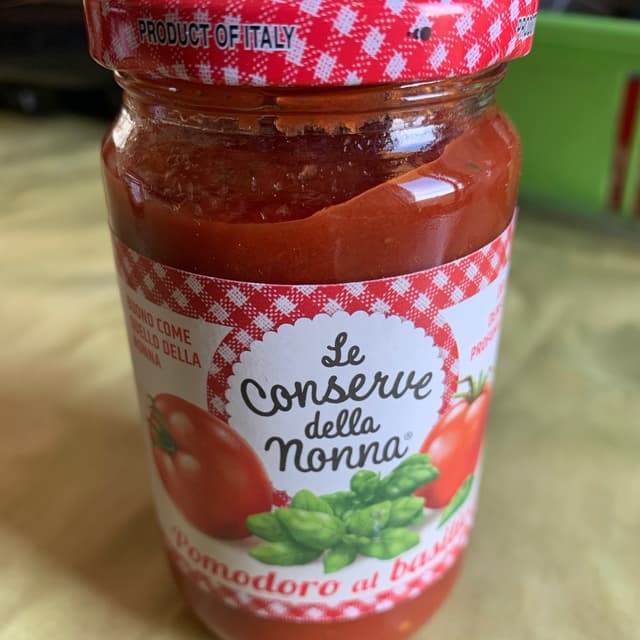 PRODUCT OF ITALY
BUONO COME
QUELLO DELLA
NONNA
Le
Conserve
della
Nonna®
Pomodoro al basilico